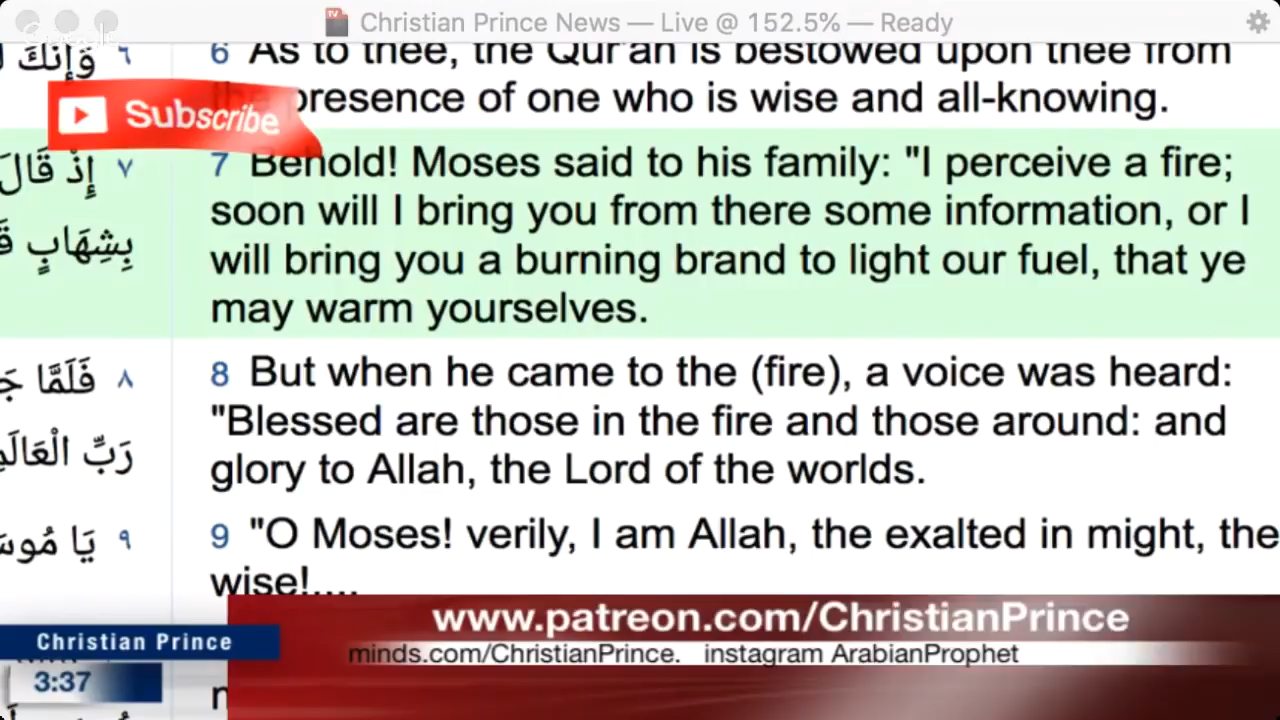 Christian Prince News — Live @ 152.5% — Ready
وَإِنَّكَ ٦
6 As to thee, the Qur'an is bestowed upon thee from
presence of one who is wise and all-knowing.
Subscribe
إِذْ قَالَ ٧
بِشِهَابٍ
7 Behold! Moses said to his family: "I perceive a fire;
soon will I bring you from there some information, or I
will bring you a burning brand to light our fuel, that ye
may warm yourselves.
فَلَمَّا ٨
رَبِّ
8 But when he came to the (fire), a voice was heard:
"Blessed are those in the fire and those around: and
glory to Allah, the Lord of the worlds.
يَا ٩
9 "O Moses! verily, I am Allah, the exalted in might, the
wise!....
www.patreon.com/ChristianPrince
Christian Prince
minds.com/ChristianPrince. instagram ArabianProphet
3:37